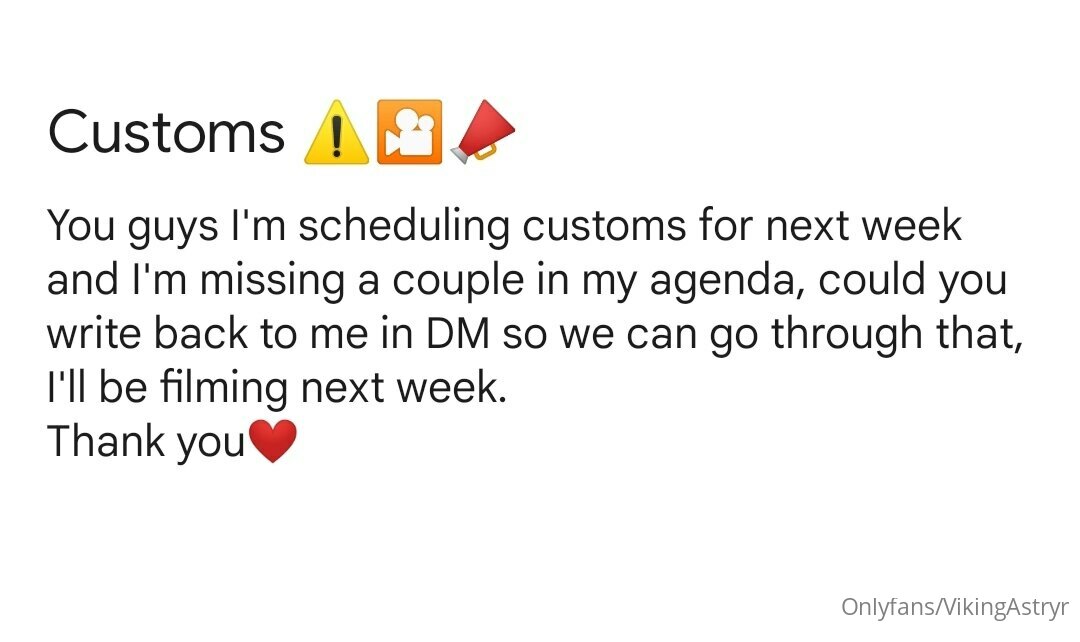 Customs ⚠️🎦📣
You guys I'm scheduling customs for next week
and I'm missing a couple in my agenda, could you
write back to me in DM so we can go through that,
I'll be filming next week.
Thank you❤️
Onlyfans/VikingAstryr